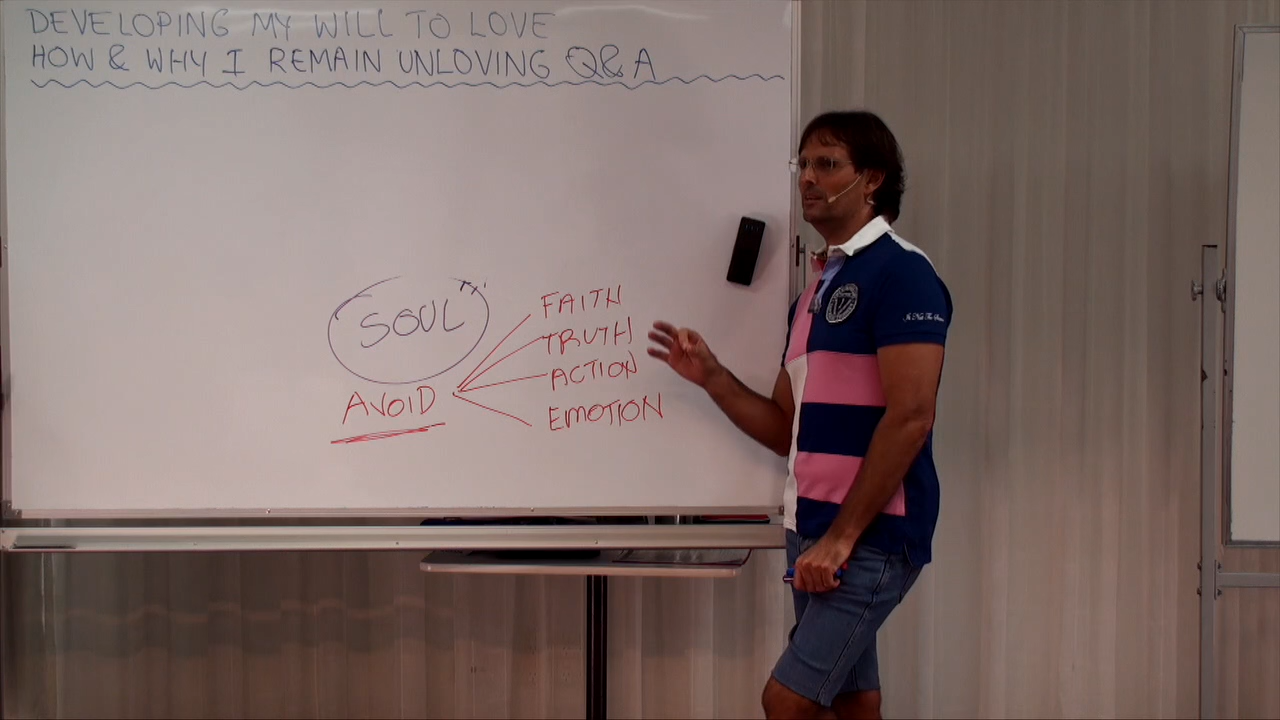 DEVELOPING MY WILL TO LOVE
HOW & WHY I REMAIN UNLOVING Q&A
SOUL
AVOID
FAITH
TRUTH
ACTION
EMOTION